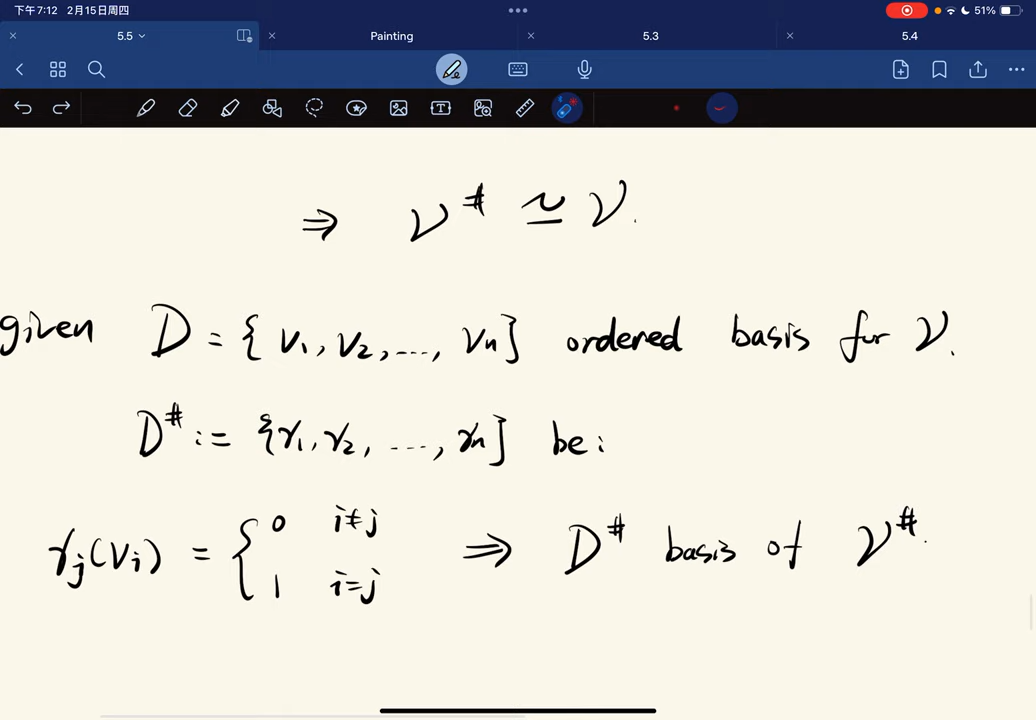 下午7:12 2月15日周四
51%
5.5
Painting
5.3
5.4
⇒ V^# ≃ V.
given D = {v1, v2, ..., vn} ordered basis for V.
D^# := {γ1, γ2, ..., γn} be:
γj(vi) = { 0 i≠j
1 i=j
⇒ D^# basis of V^#.